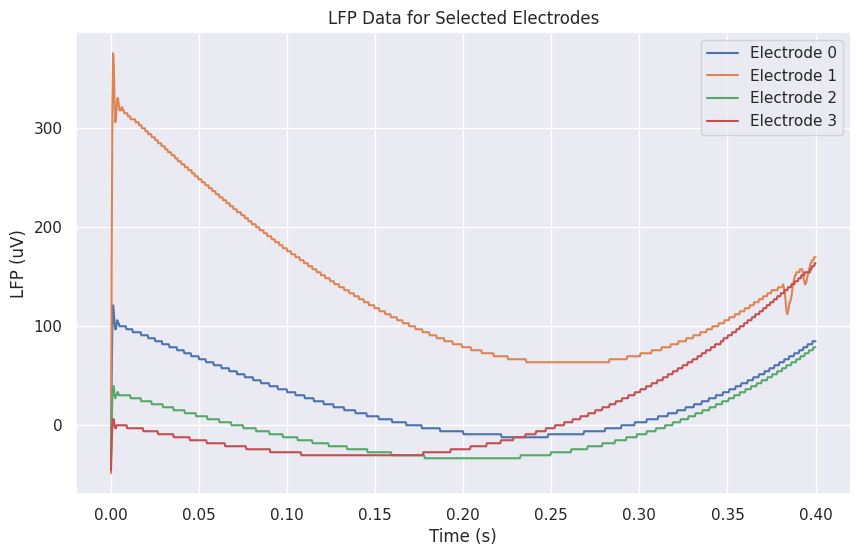 LFP Data for Selected Electrodes
Electrode 0
Electrode 1
Electrode 2
Electrode 3
LFP (uV)
300
200
100
0
0.00 0.05 0.10 0.15 0.20 0.25 0.30 0.35 0.40
Time (s)